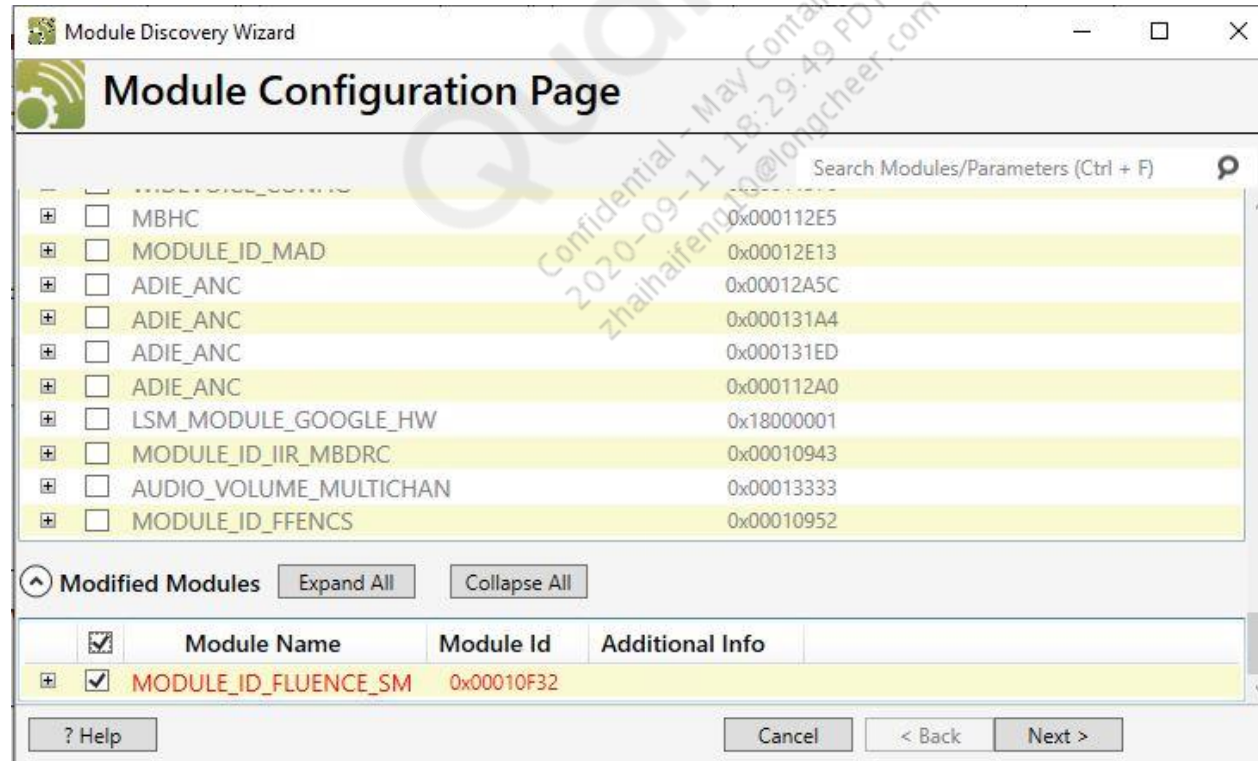 Module Discovery Wizard
Module Configuration Page
Search Modules/Parameters (Ctrl + F)
MBHC 0x000112E5
MODULE_ID_MAD 0x00012E13
ADIE_ANC 0x00012A5C
ADIE_ANC 0x000131A4
ADIE_ANC 0x000131ED
ADIE_ANC 0x000112A0
LSM_MODULE_GOOGLE_HW 0x18000001
MODULE_ID_IIR_MBDRC 0x00010943
AUDIO_VOLUME_MULTICHAN 0x00013333
MODULE_ID_FFENCS 0x00010952
Modified Modules Expand All Collapse All
Module Name Module Id Additional Info
MODULE_ID_FLUENCE_SM 0x00010F32
? Help Cancel < Back Next >
Confidential - May Contai
2020-09-11 18:29:49 PDT
zhaihaifeng10@longcheer.com
Qua